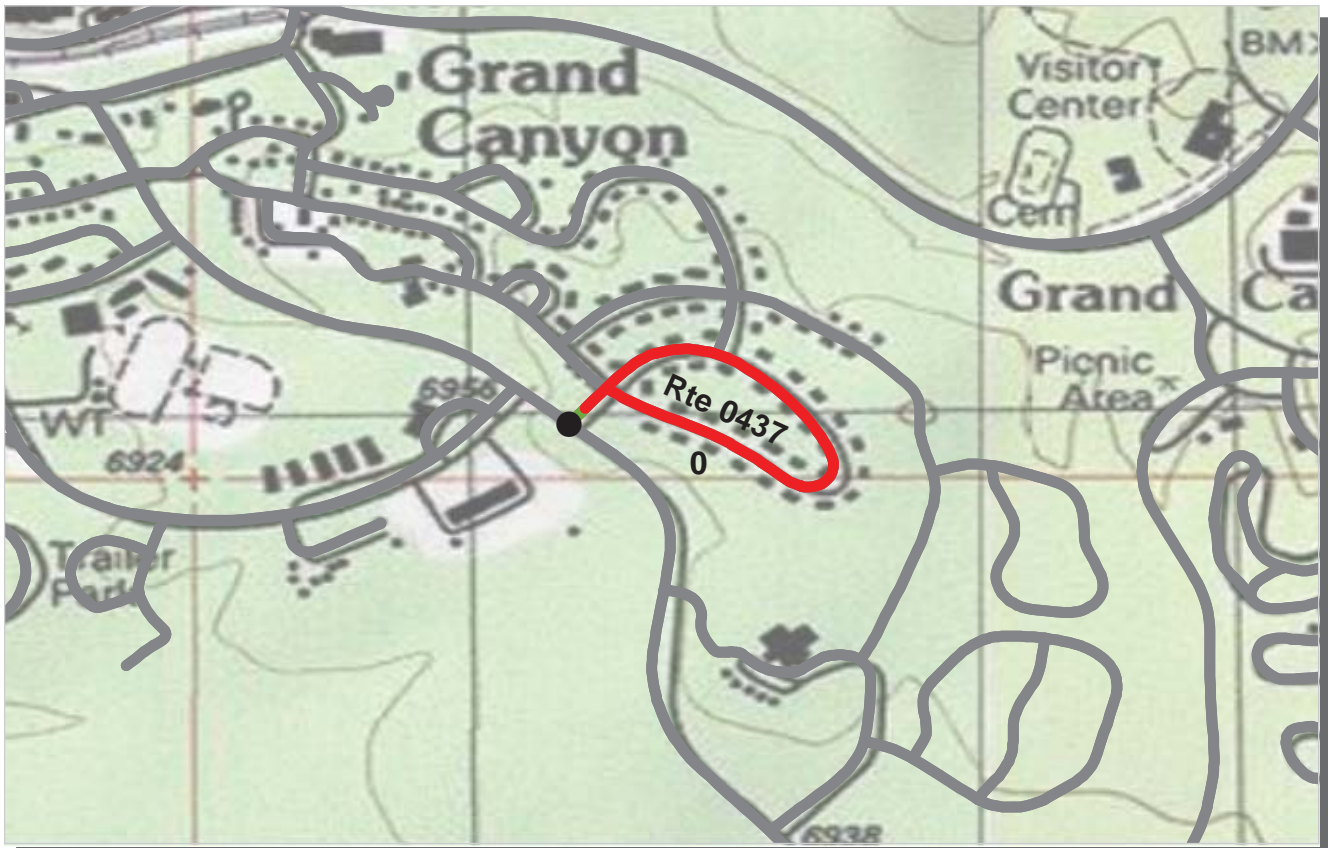 Grand
Canyon
Visitor
Center
BM
Cem
Grand Ca
Picnic
Area
6956
WT
6924
Rte 0437
0
Trailer
Park
6938